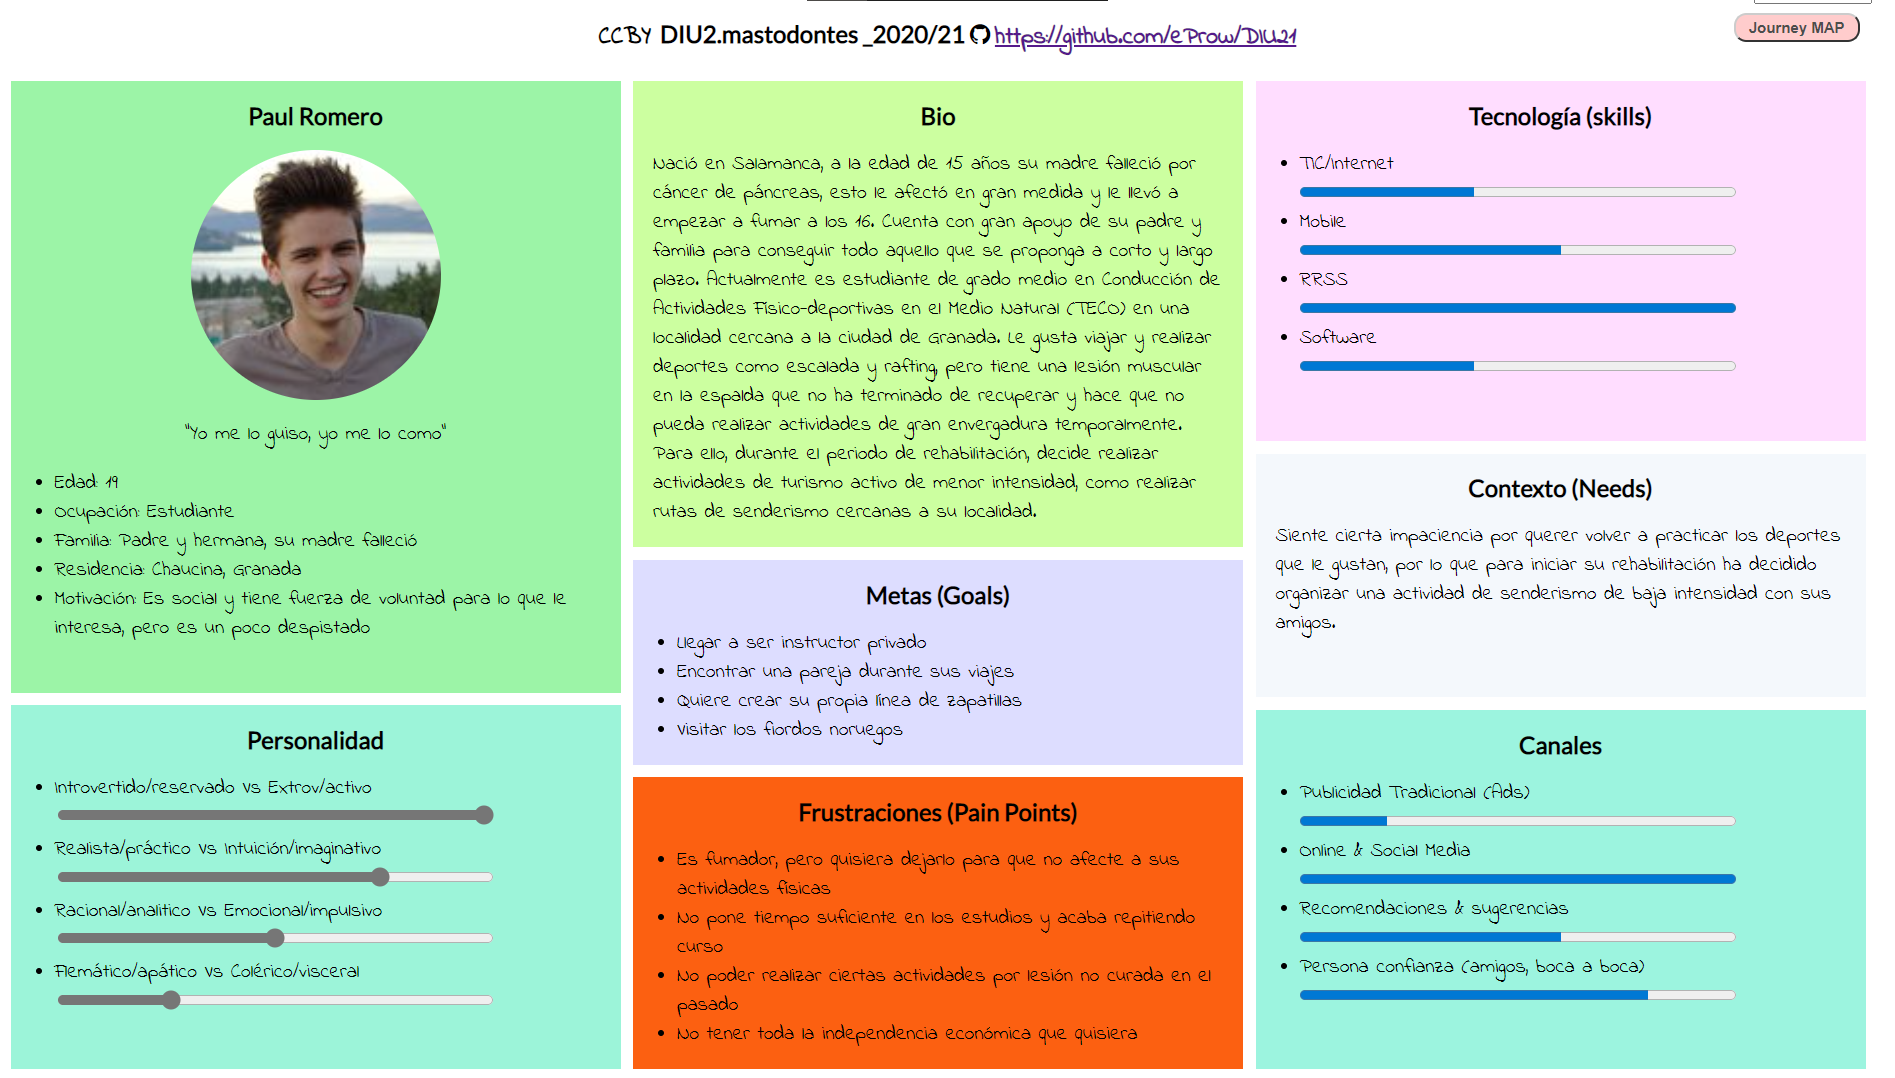 CCBY DIU2.mastodontes _2020/21 https://github.com/eProw/DIU21
Journey MAP
Paul Romero
"Yo me lo guiso, yo me lo como"
Edad: 19
Ocupación: Estudiante
Familia: Padre y hermana, su madre falleció
Residencia: Chaucina, Granada
Motivación: Es social y tiene fuerza de voluntad para lo que le
interesa, pero es un poco despistado
Personalidad
Introvertido/reservado Vs Extrov/activo
Realista/práctico Vs Intuición/imaginativo
Racional/analitico Vs Emocional/impulsivo
Flemático/apático Vs Colérico/visceral
Bio
Nació en Salamanca, a la edad de 15 años su madre falleció por
cáncer de páncreas, esto le afectó en gran medida y le llevó a
empezar a fumar a los 16. Cuenta con gran apoyo de su padre y
familia para conseguir todo aquello que se proponga a corto y largo
plazo. Actualmente es estudiante de grado medio en Conducción de
Actividades Físico-deportivas en el Medio Natural (TECO) en una
localidad cercana a la ciudad de Granada. Le gusta viajar y realizar
deportes como escalada y rafting, pero tiene una lesión muscular
en la espalda que no ha terminado de recuperar y hace que no
pueda realizar actividades de gran envergadura temporalmente.
Para ello, durante el periodo de rehabilitación, decide realizar
actividades de turismo activo de menor intensidad, como realizar
rutas de senderismo cercanas a su localidad.
Metas (Goals)
Llegar a ser instructor privado
Encontrar una pareja durante sus viajes
Quiere crear su propia línea de zapatillas
Visitar los fiordos noruegos
Frustraciones (Pain Points)
Es fumador, pero quisiera dejarlo para que no afecte a sus
actividades físicas
No pone tiempo suficiente en los estudios y acaba repitiendo
curso
No poder realizar ciertas actividades por lesión no curada en el
pasado
No tener toda la independencia económica que quisiera
Tecnología (skills)
TIC/Internet
Mobile
RRSS
Software
Contexto (Needs)
Siente cierta impaciencia por querer volver a practicar los deportes
que le gustan, por lo que para iniciar su rehabilitación ha decidido
organizar una actividad de senderismo de baja intensidad con sus
amigos.
Canales
Publicidad Tradicional (Ads)
Online & Social Media
Recomendaciones & sugerencias
Persona confianza (amigos, boca a boca)